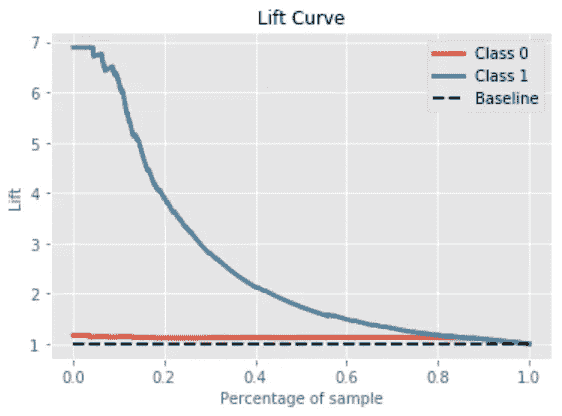 Lift Curve
7
6
5
4
3
2
1
Lift
Class 0
Class 1
Baseline
0.0 0.2 0.4 0.6 0.8 1.0
Percentage of sample